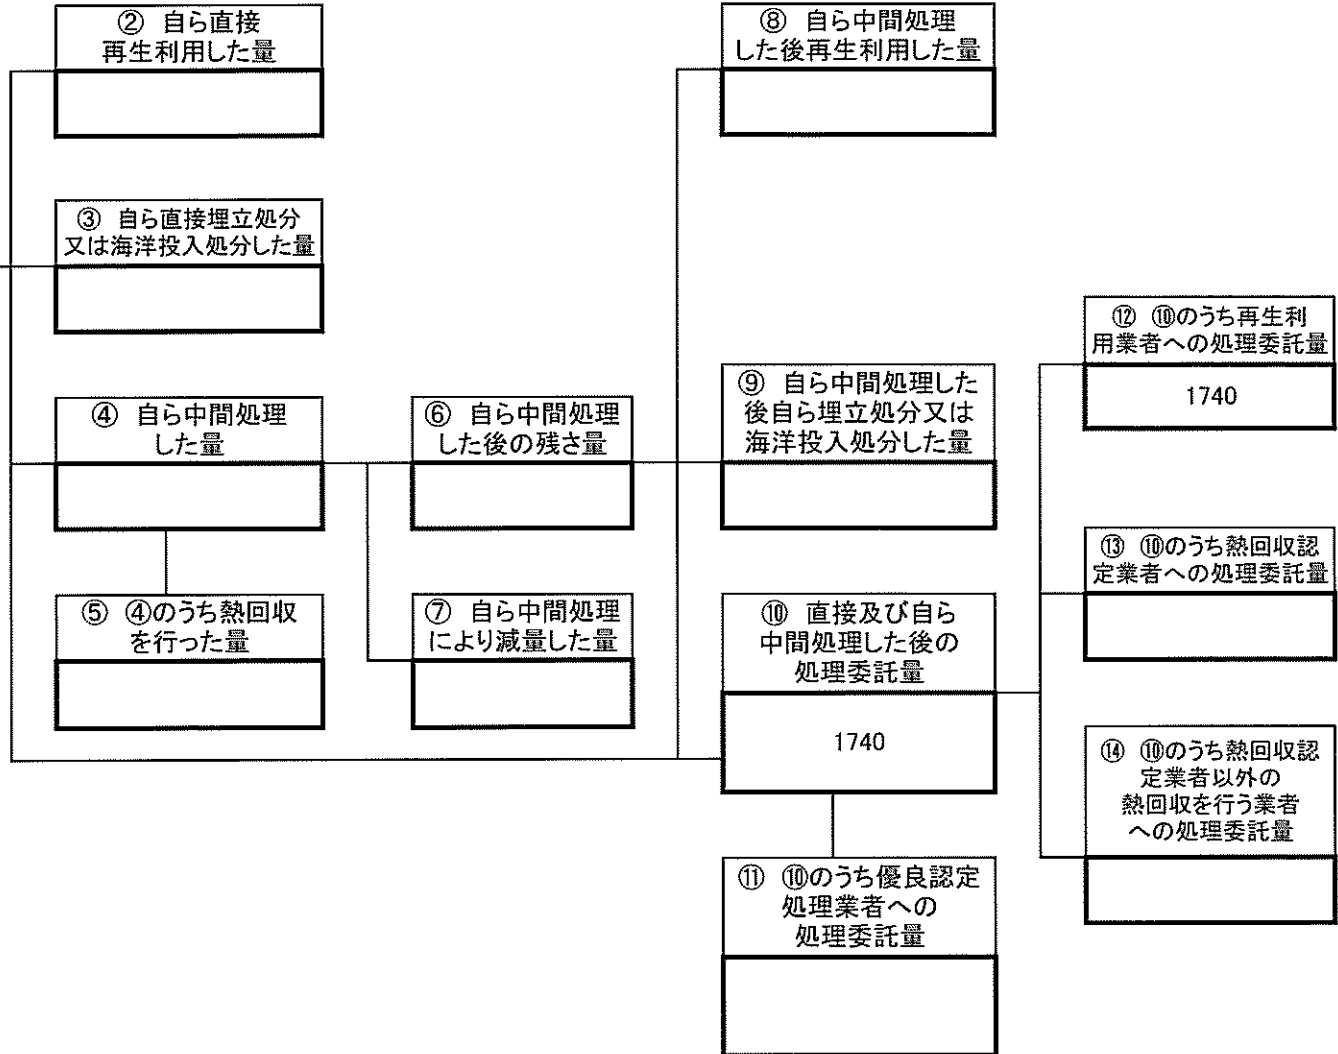 ② 自ら直接
再生利用した量
③ 自ら直接埋立処分
又は海洋投入処分した量
④ 自ら中間処理
した量
⑤ ④のうち熱回収
を行った量
⑥ 自ら中間処理
した後の残さ量
⑦ 自ら中間処理
により減量した量
⑧ 自ら中間処理
した後再生利用した量
⑨ 自ら中間処理した
後自ら埋立処分又は
海洋投入処分した量
⑩ 直接及び自ら
中間処理した後の
処理委託量
1740
⑪ ⑩のうち優良認定
処理業者への
処理委託量
⑫ ⑩のうち再生利
用業者への処理委託量
1740
⑬ ⑩のうち熱回収認
定業者への処理委託量
⑭ ⑩のうち熱回収認
定業者以外の
熱回収を行う業者
への処理委託量